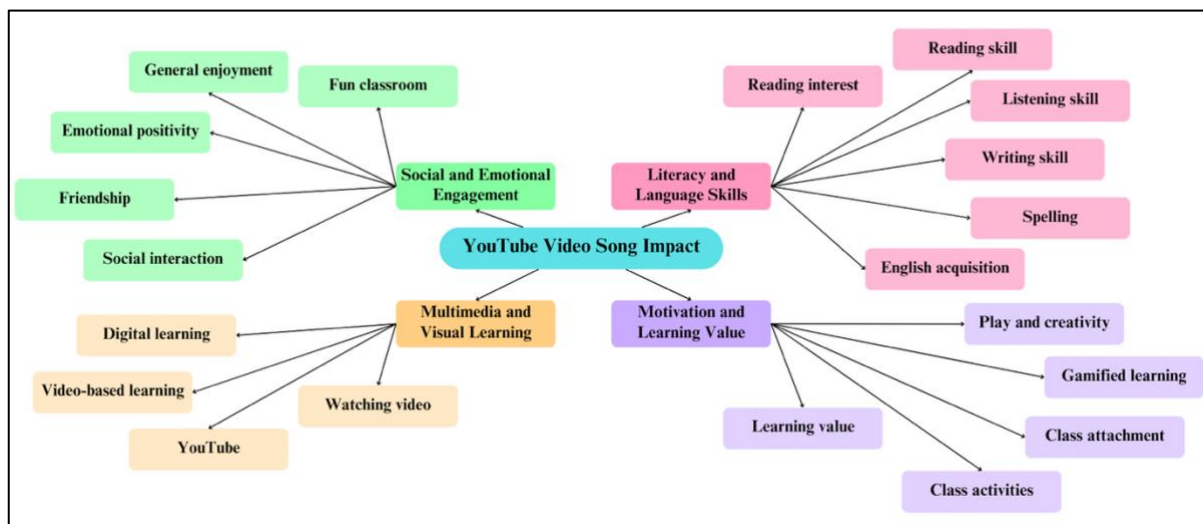 General enjoyment
Fun classroom
Emotional positivity
Friendship
Social interaction
Social and Emotional
Engagement
Reading skill
Reading interest
Listening skill
Writing skill
Spelling
English acquisition
Literacy and
Language Skills
YouTube Video Song Impact
Multimedia and
Visual Learning
Digital learning
Video-based learning
Watching video
YouTube
Motivation and
Learning Value
Play and creativity
Gamified learning
Learning value
Class attachment
Class activities